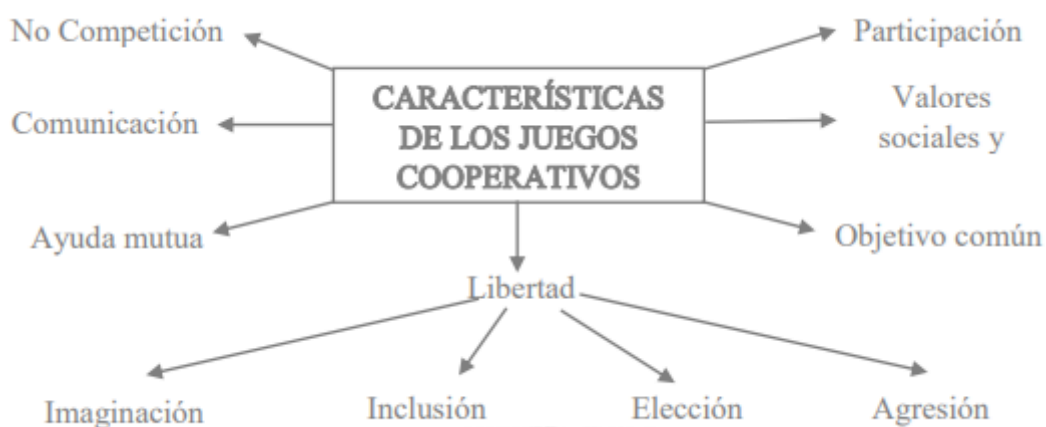 No Competición
Participación
CARACTERÍSTICAS
DE LOS JUEGOS
COOPERATIVOS
Comunicación
Valores
sociales y
Ayuda mutua
Objetivo común
Libertad
Imaginación
Inclusión
Elección
Agresión